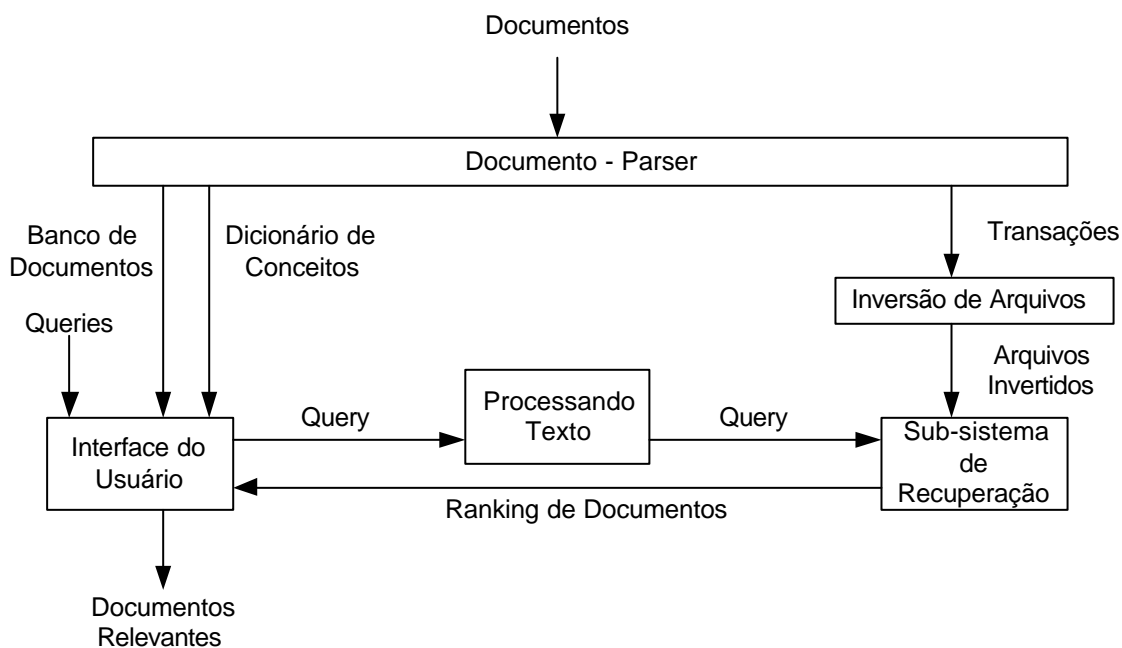 Documentos
Documento - Parser
Banco de
Documentos
Dicionário de
Conceitos
Transações
Queries
Inversão de Arquivos
Arquivos
Invertidos
Interface do
Usuário
Query
Processando
Texto
Query
Sub-sistema
de
Recuperação
Ranking de Documentos
Documentos
Relevantes